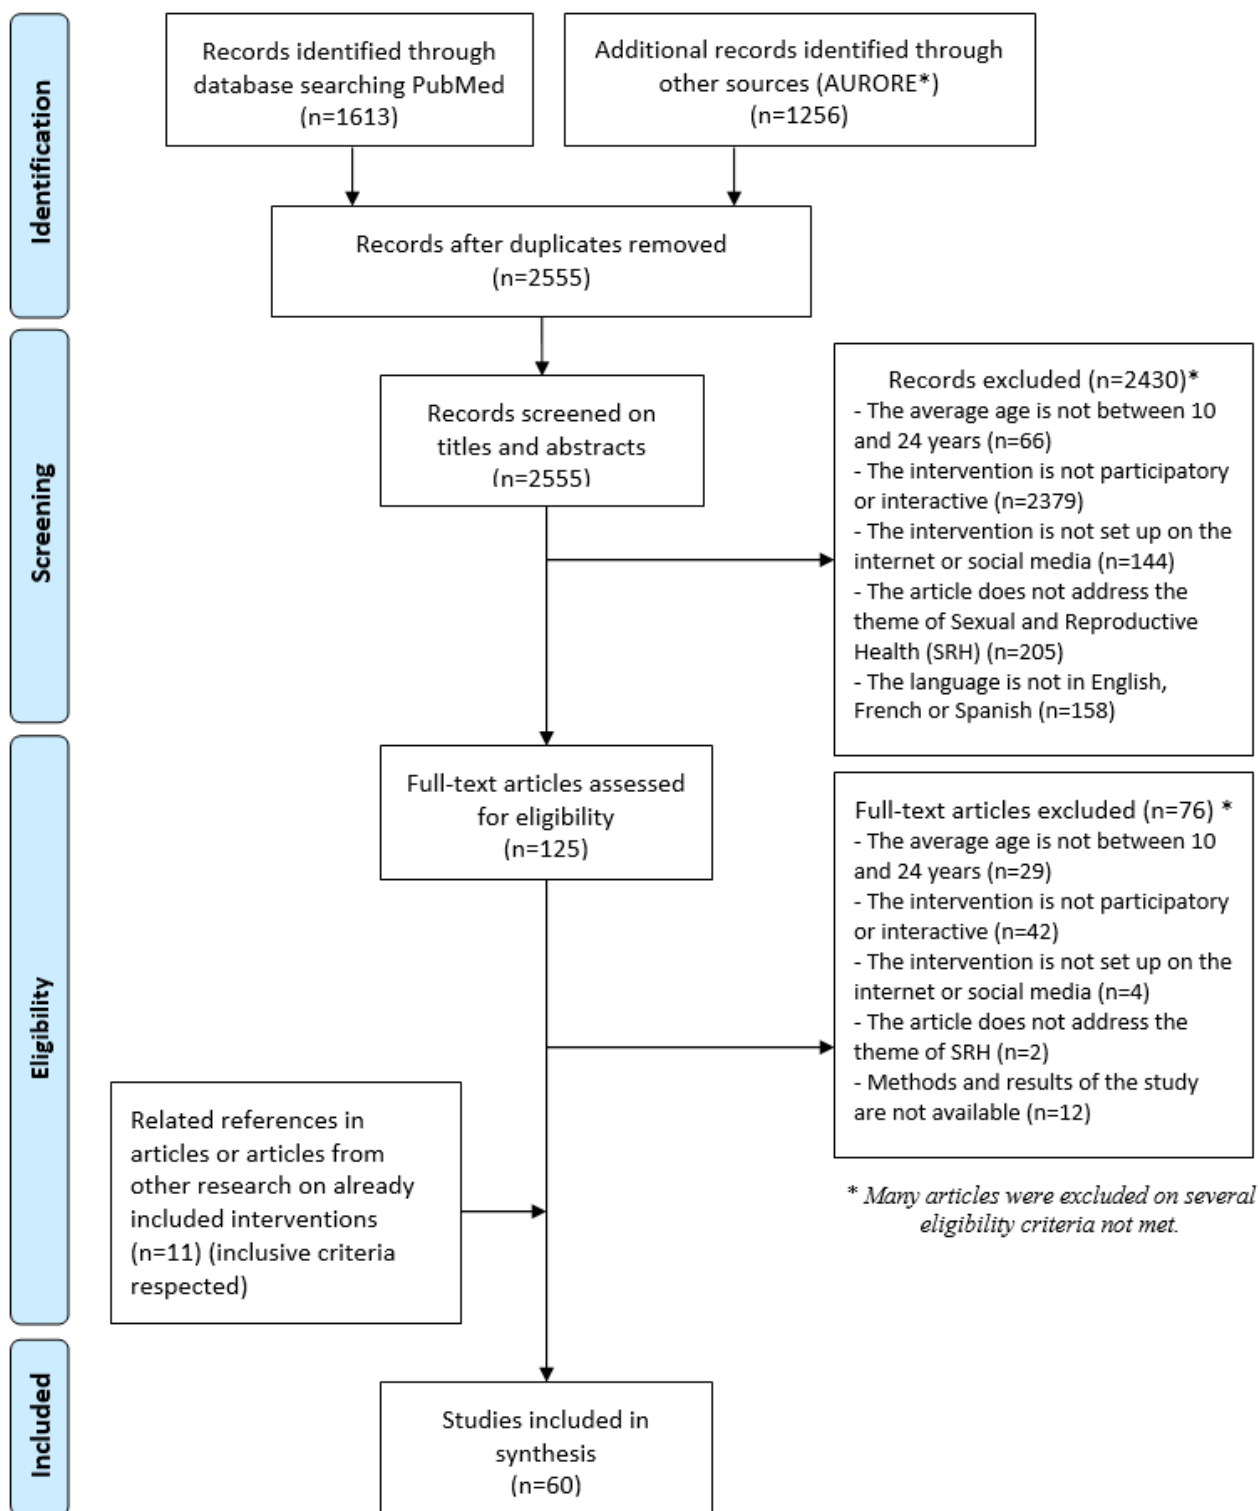 Identification
Records identified through
database searching PubMed
(n=1613)
Additional records identified through
other sources (AURORE*)
(n=1256)
Records after duplicates removed
(n=2555)
Screening
Records screened on
titles and abstracts
(n=2555)
Records excluded (n=2430)*
- The average age is not between 10
and 24 years (n=66)
- The intervention is not participatory
or interactive (n=2379)
- The intervention is not set up on the
internet or social media (n=144)
- The article does not address the
theme of Sexual and Reproductive
Health (SRH) (n=205)
- The language is not in English,
French or Spanish (n=158)
Eligibility
Full-text articles assessed
for eligibility
(n=125)
Full-text articles excluded (n=76) *
- The average age is not between 10
and 24 years (n=29)
- The intervention is not participatory
or interactive (n=42)
- The intervention is not set up on the
internet or social media (n=4)
- The article does not address the
theme of SRH (n=2)
- Methods and results of the study
are not available (n=12)
Related references in
articles or articles from
other research on already
included interventions
(n=11) (inclusive criteria
respected)
* Many articles were excluded on several
eligibility criteria not met.
Included
Studies included in
synthesis
(n=60)